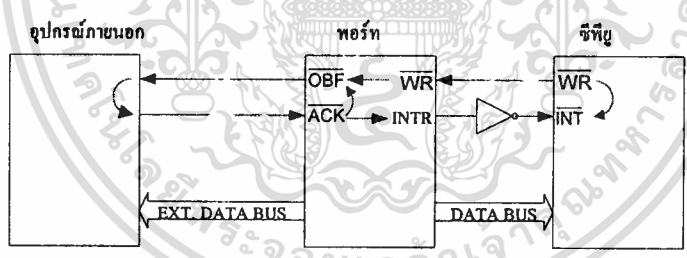 อุปกรณ์ภายนอก พอร์ท ซีพียู
OBF WR WR
ACK INTR INT
EXT. DATA BUS DATA BUS